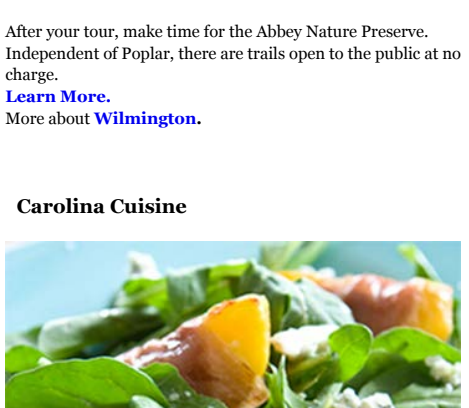 After your tour, make time for the Abbey Nature Preserve.
Independent of Poplar, there are trails open to the public at no
charge.
Learn More.
More about Wilmington.
Carolina Cuisine